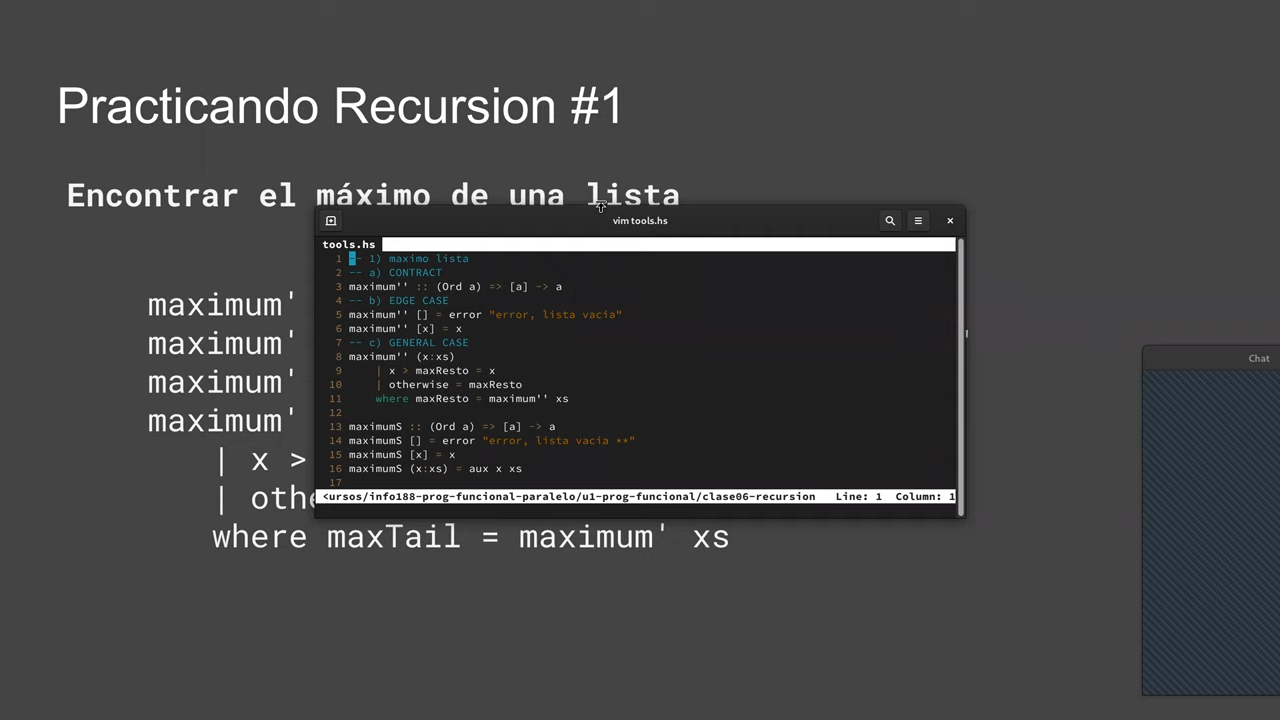 Practicando Recursion #1
Encontrar el máximo de una lista
maximum'
maximum'
maximum'
maximum'
| x >
| othe
where maxTail = maximum' xs
vim tools.hs
tools.hs
1 -- 1) maximo lista
2 -- a) CONTRACT
3 maximum'' :: (Ord a) => [a] -> a
4 -- b) EDGE CASE
5 maximum'' [] = error "error, lista vacia"
6 maximum'' [x] = x
7 -- c) GENERAL CASE
8 maximum'' (x:xs)
9 | x > maxResto = x
10 | otherwise = maxResto
11 where maxResto = maximum'' xs
12
13 maximumS :: (Ord a) => [a] -> a
14 maximumS [] = error "error, lista vacia **"
15 maximumS [x] = x
16 maximumS (x:xs) = aux x xs
17
<ursos/info188-prog-funcional-paralelo/u1-prog-funcional/clase06-recursion Line: 1 Column: 1
Chat